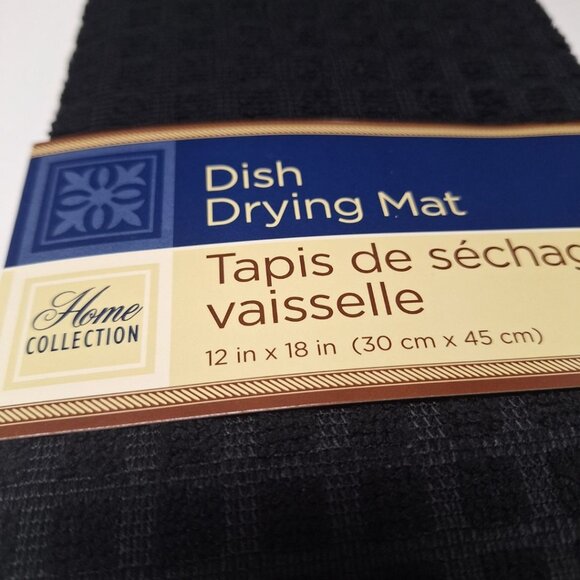 Dish
Drying Mat
Tapis de séchag
vaisselle
12 in x 18 in (30 cm x 45 cm)
Home
COLLECTION